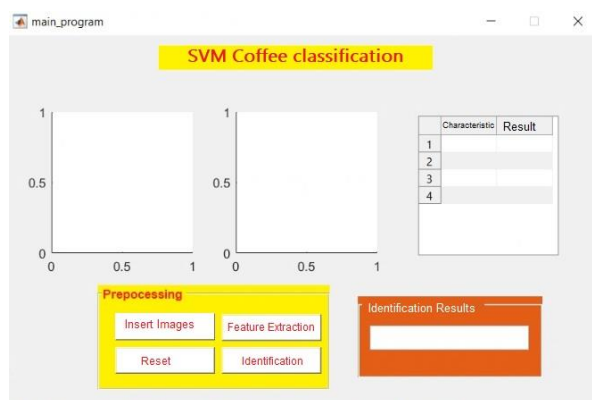 main_program
SVM Coffee classification
1
0.5
0
0
0.5
1
1
0.5
0
0
0.5
1
Characteristic Result
1
2
3
4
Prepocessing
Insert Images Feature Extraction
Reset Identification
Identification Results